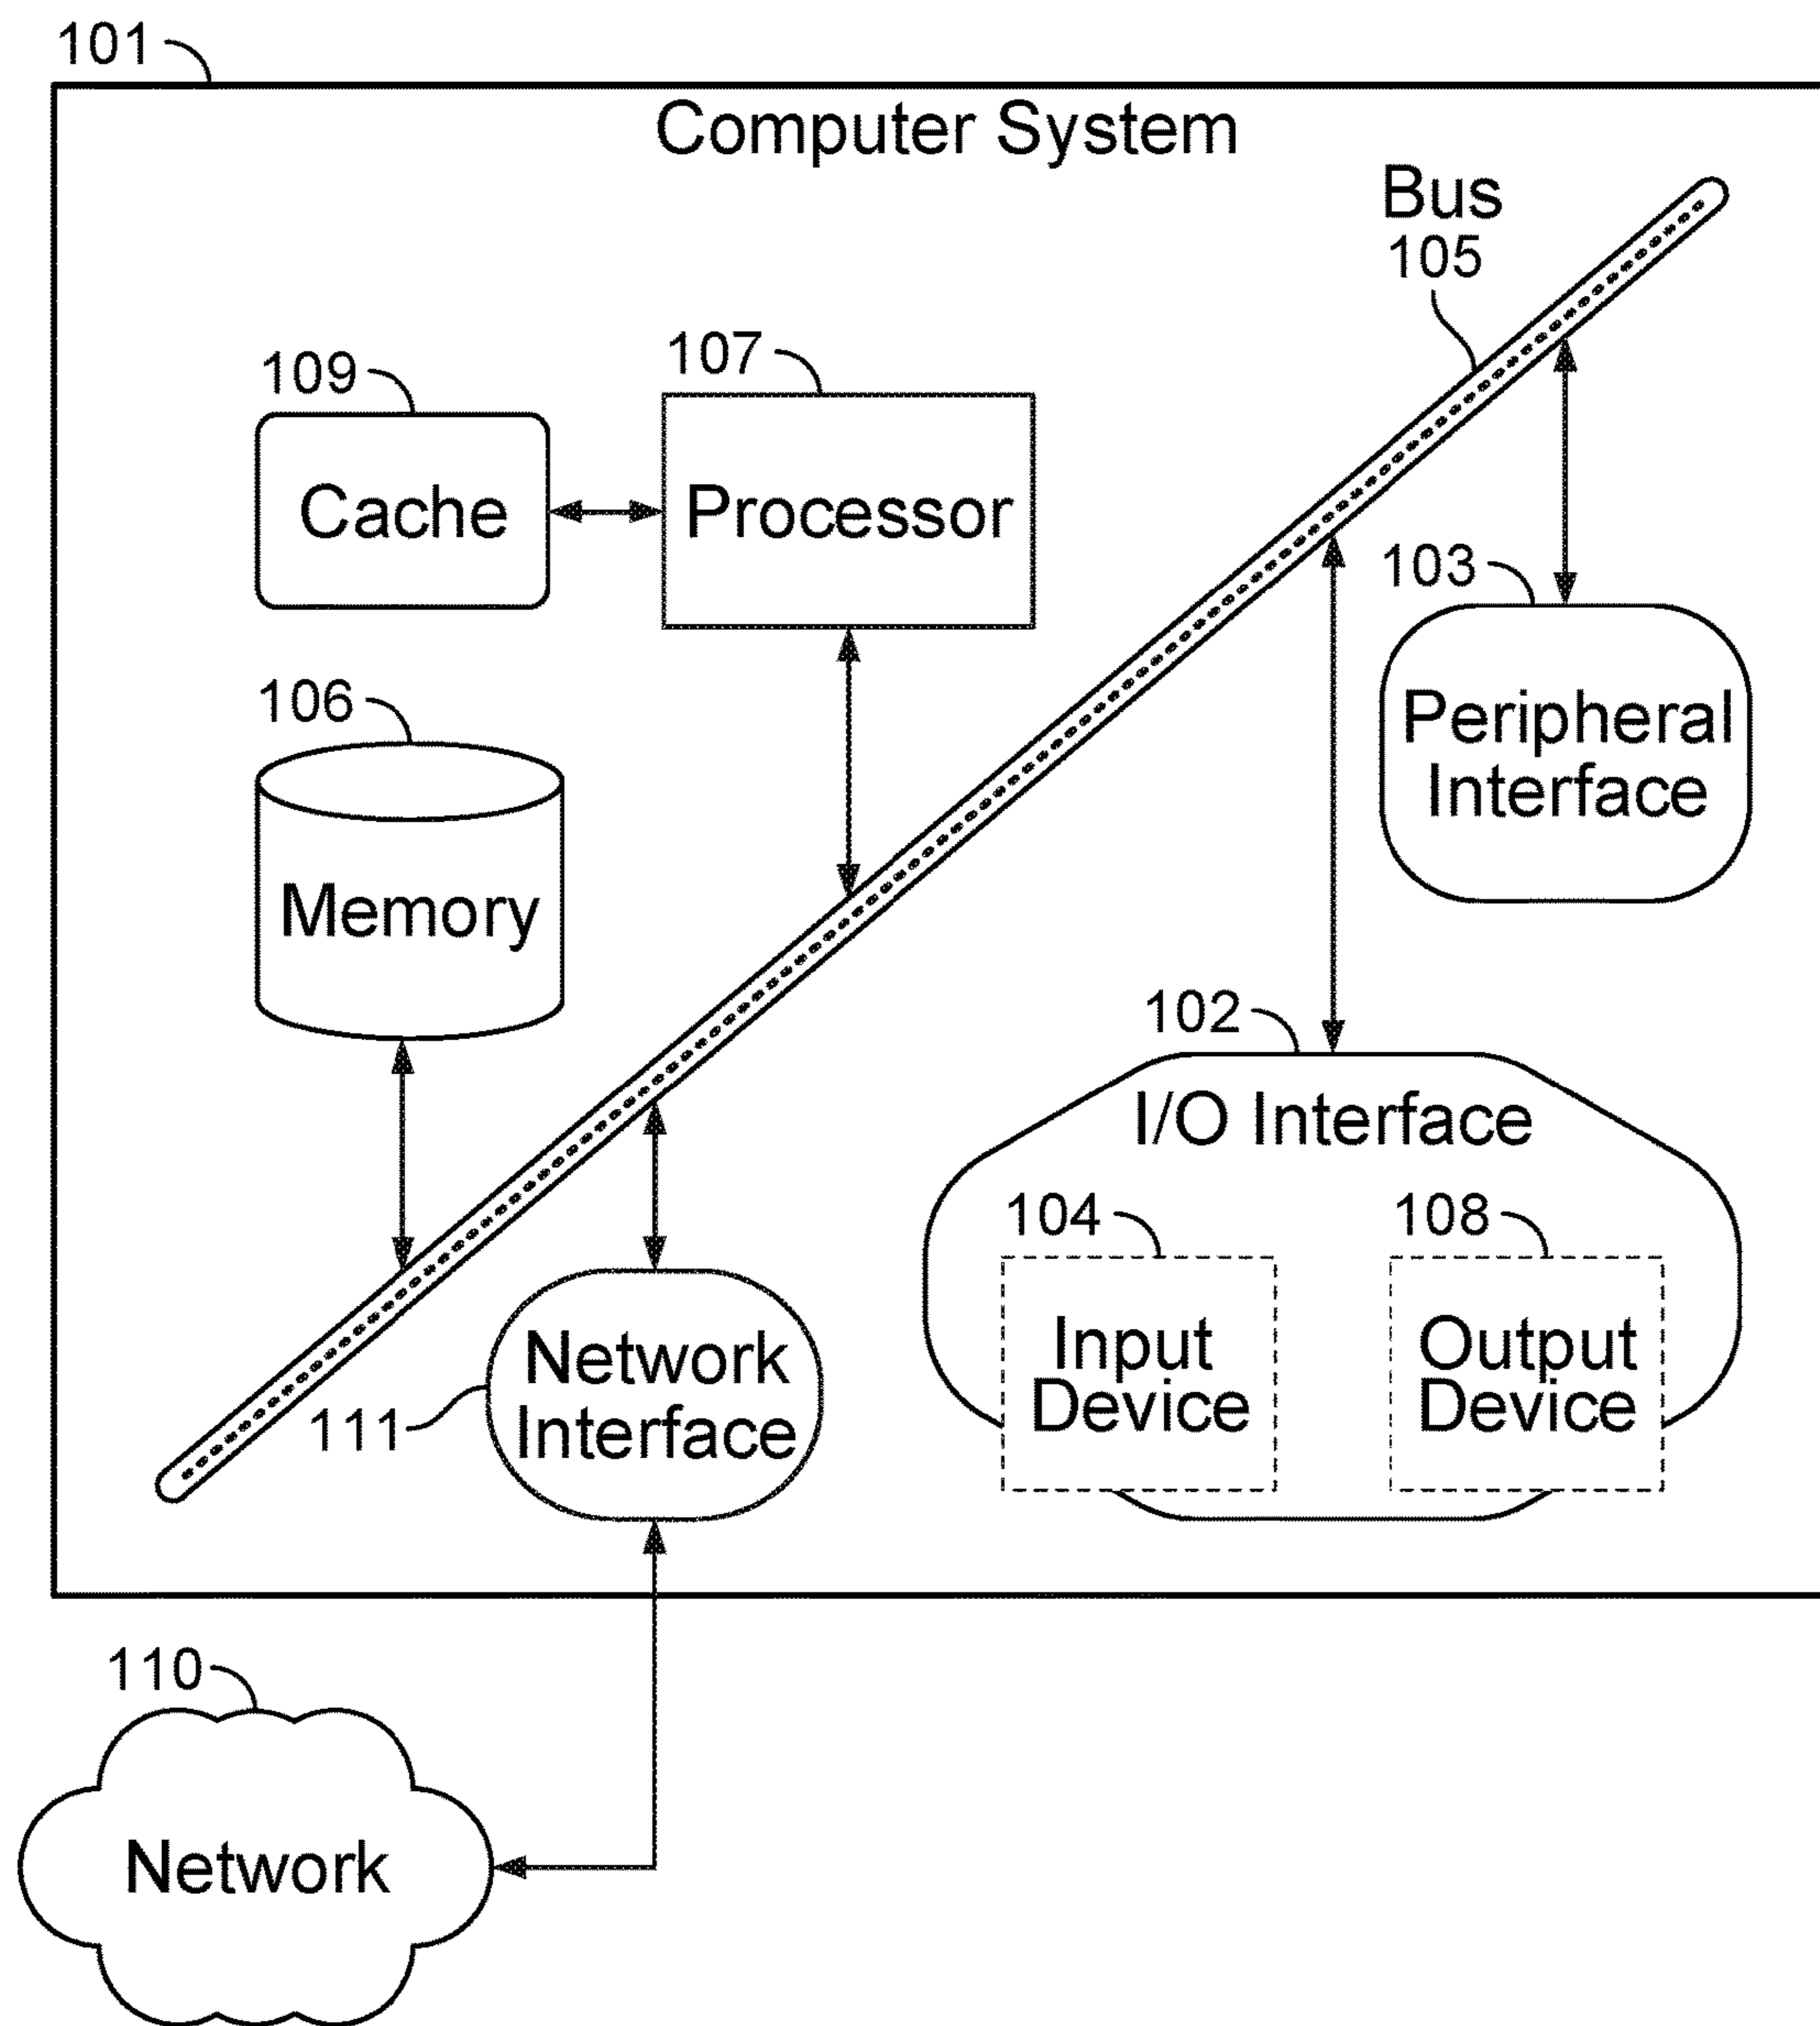 101
Computer System
Bus
105
107
109
Cache
Processor
103
Peripheral
Interface
106
Memory
102
I/O Interface
104
108
Input
Device
Output
Device
Network
Interface
111
110
Network